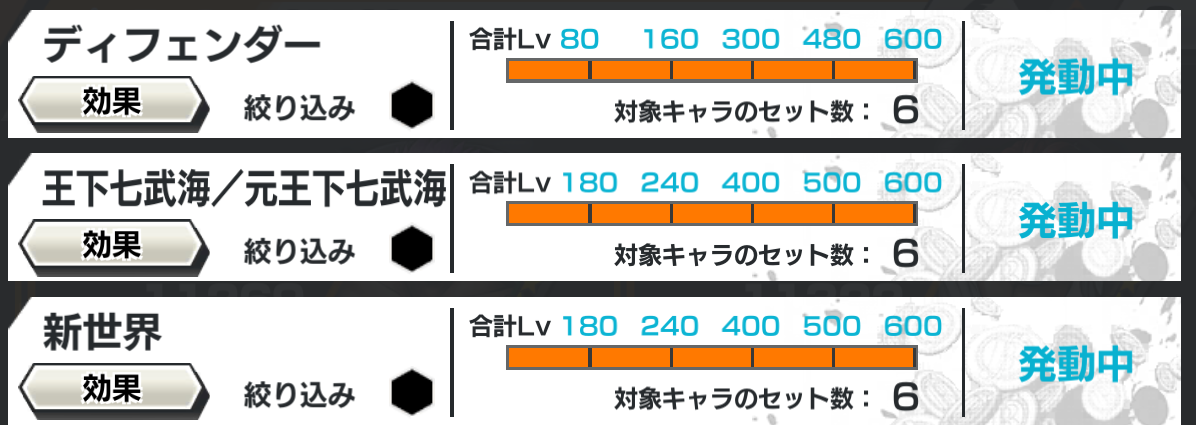 ディフェンダー
合計Lv 80 160 300 480 600
効果 絞り込み
対象キャラのセット数： 6
発動中
王下七武海／元王下七武海
合計Lv 180 240 400 500 600
効果 絞り込み
対象キャラのセット数： 6
発動中
新世界
合計Lv 180 240 400 500 600
効果 絞り込み
対象キャラのセット数： 6
発動中